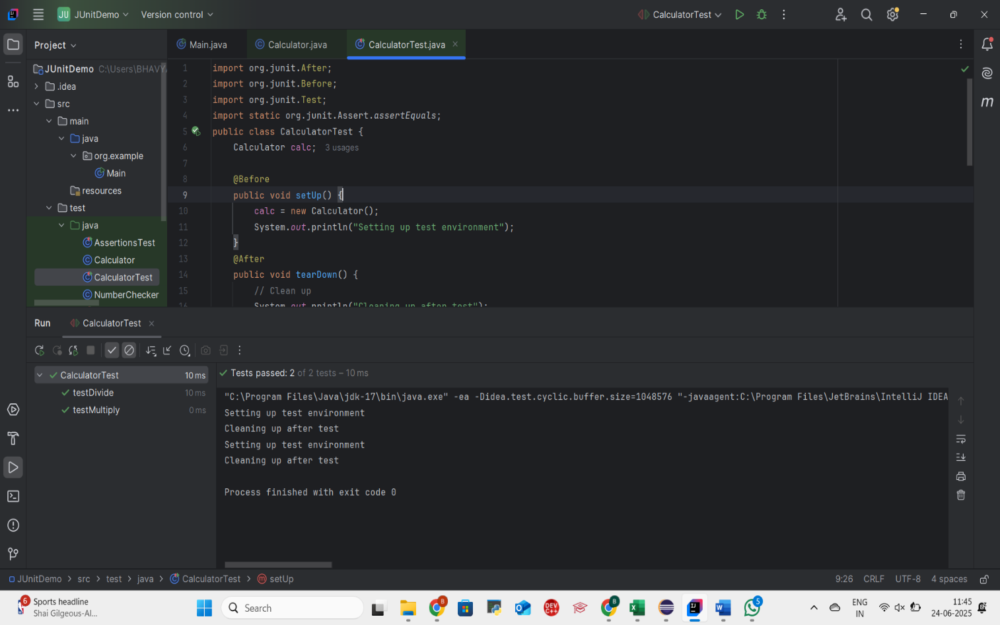 JU JUnitDemo Version control CalculatorTest
Project
Main.java Calculator.java CalculatorTest.java
JUnitDemo C:\Users\BHAVY
.idea
src
main
java
org.example
Main
resources
test
java
AssertionsTest
Calculator
CalculatorTest
NumberChecker
1 import org.junit.After;
2 import org.junit.Before;
3 import org.junit.Test;
4 import static org.junit.Assert.assertEquals;
5 public class CalculatorTest {
6 Calculator calc; 3 usages
7
8 @Before
9 public void setUp() {
10 calc = new Calculator();
11 System.out.println("Setting up test environment");
12 }
13 @After
14 public void tearDown() {
15 // Clean up
16 System.out.println("Cleaning up after test");
m
Run CalculatorTest
CalculatorTest 10 ms
testDivide 10 ms
testMultiply 0 ms
Tests passed: 2 of 2 tests – 10 ms
"C:\Program Files\Java\jdk-17\bin\java.exe" -ea -Didea.test.cyclic.buffer.size=1048576 "-javaagent:C:\Program Files\JetBrains\IntelliJ IDEA
Setting up test environment
Cleaning up after test
Setting up test environment
Cleaning up after test
Process finished with exit code 0
JUnitDemo > src > test > java > CalculatorTest > m setUp 9:26 CRLF UTF-8 4 spaces
6 Sports headline
Shai Gilgeous-Al...
Search
B
DEV C++
B
IJ
W
5
ENG
IN
11:45
24-06-2025